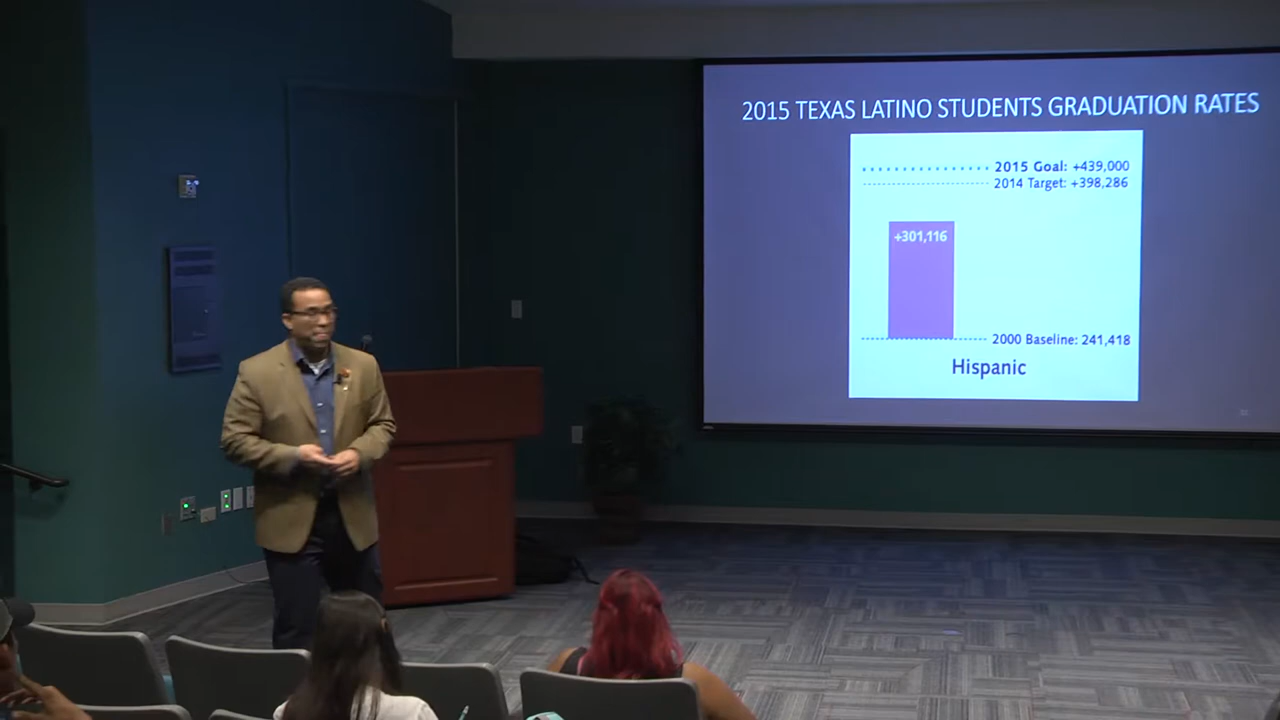 2015 TEXAS LATINO STUDENTS GRADUATION RATES
2015 Goal: +439,000
2014 Target: +398,286
+301,116
2000 Baseline: 241,418
Hispanic